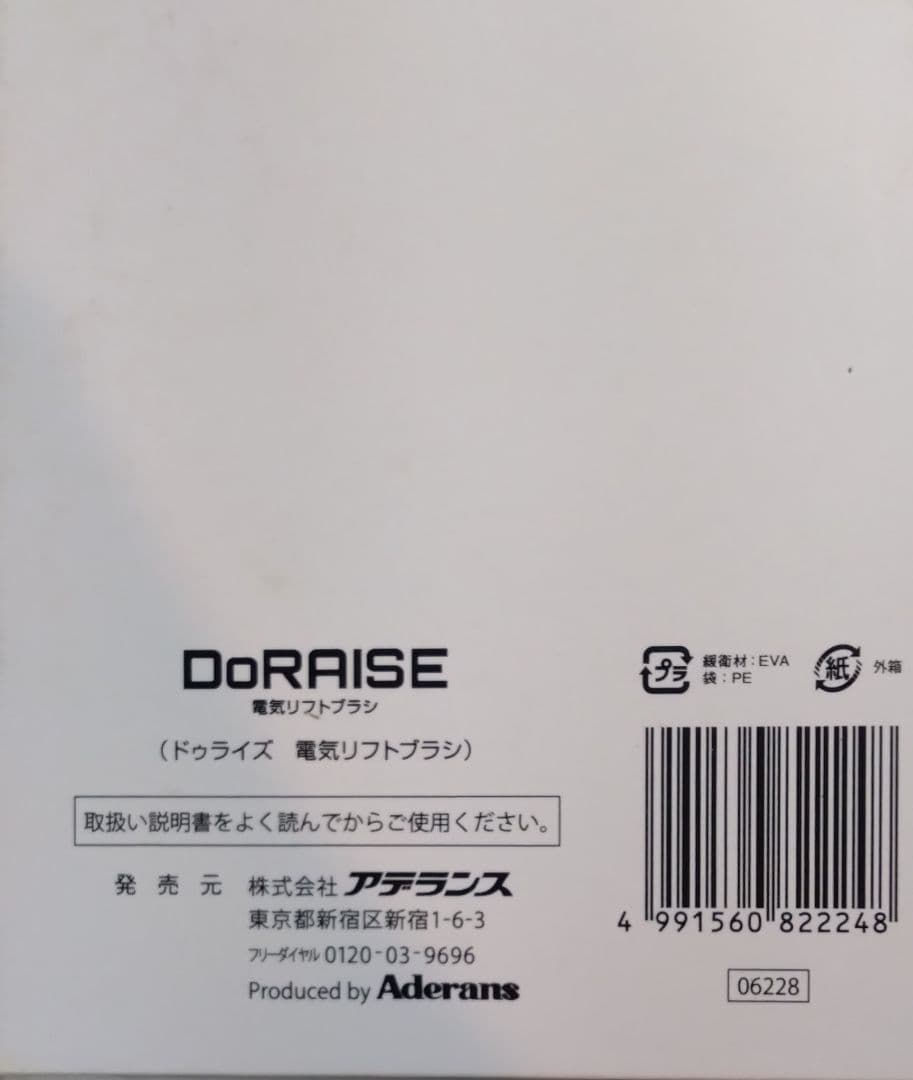 DoRAISE
電気リフトブラシ
（ドゥライズ　電気リフトブラシ）
取扱い説明書をよく読んでからご使用ください。
発 売 元　株式会社 アデランス
東京都新宿区新宿1-6-3
フリーダイヤル 0120-03-9696
Produced by Aderans
プラ
緩衝材：EVA
袋：PE
紙 外箱
4 991560 822248
06228